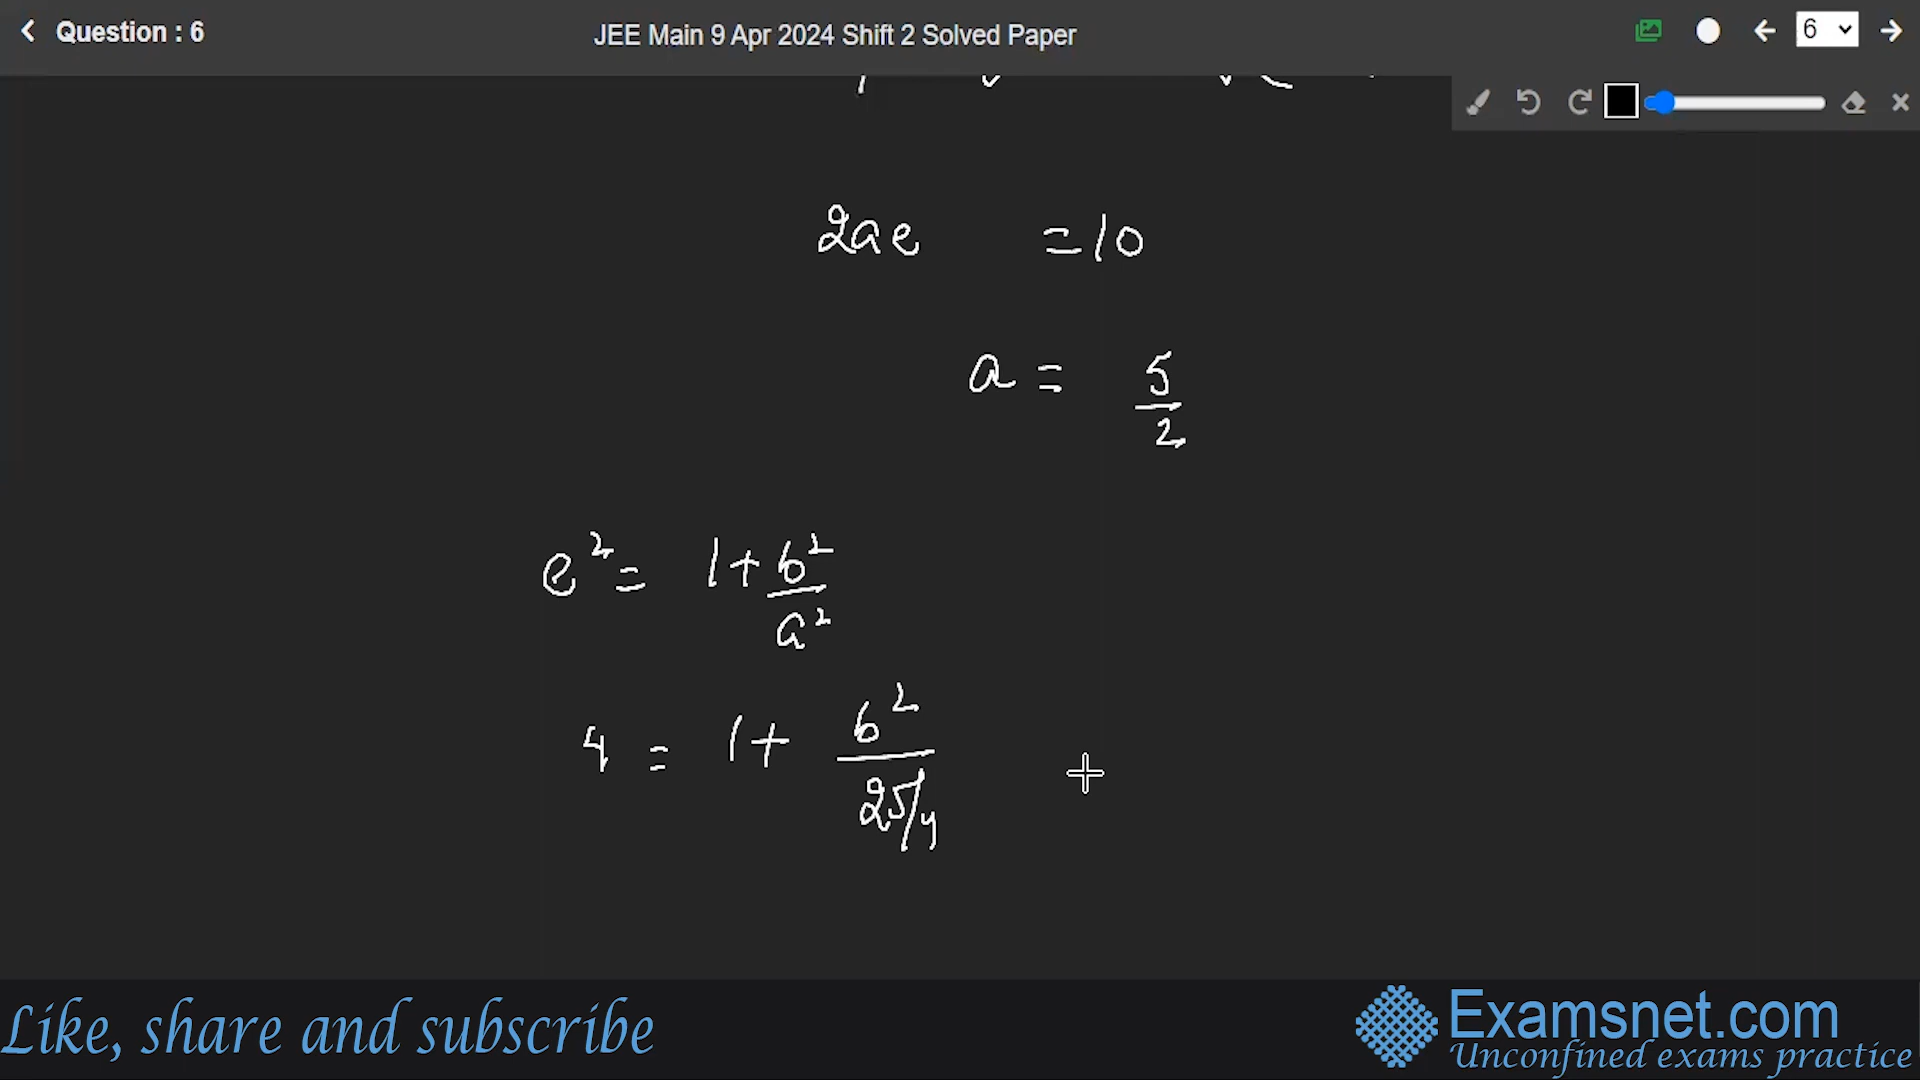 Question : 6
JEE Main 9 Apr 2024 Shift 2 Solved Paper
6
2ae = 10
a = 5/2
e² = 1 + b²/a²
4 = 1 + b²/25/4
Like, share and subscribe
Examsnet.com
Unconfined exams practice